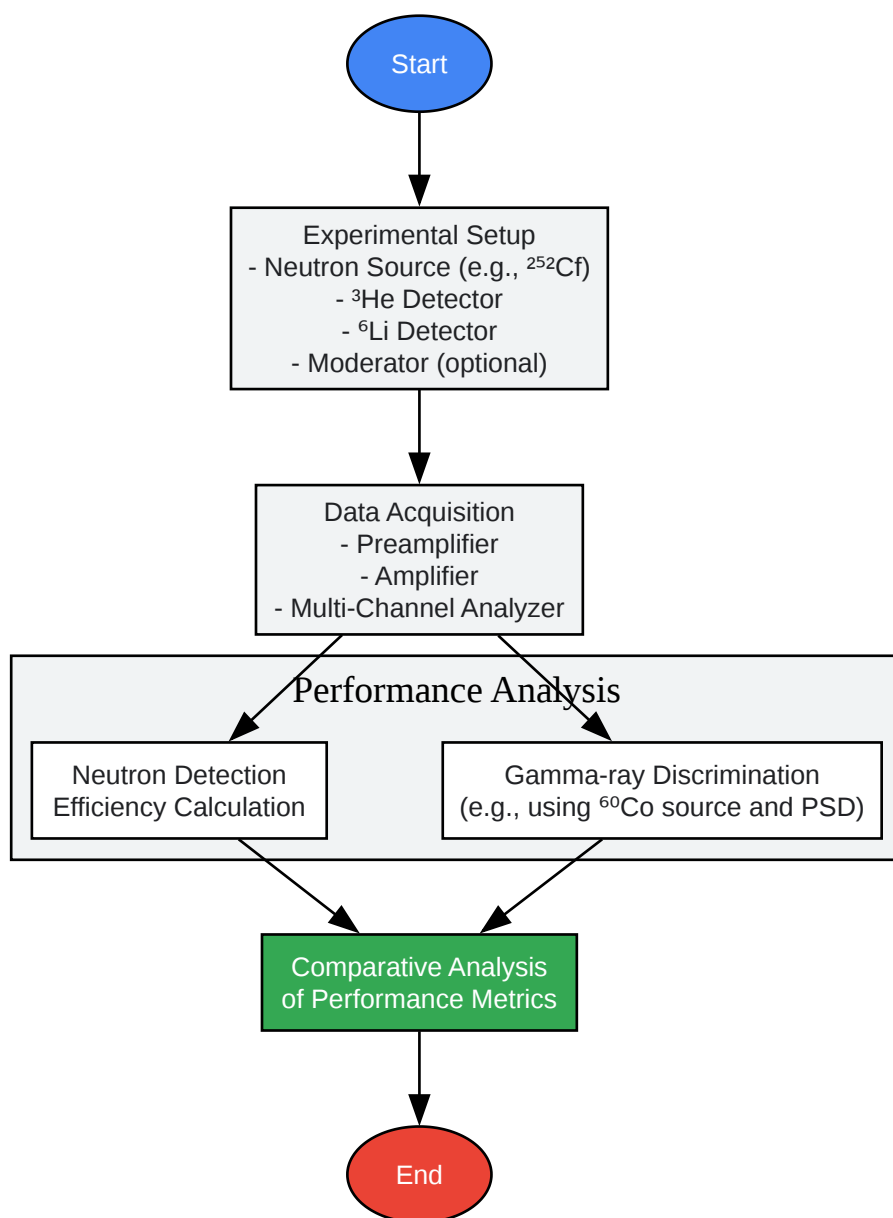 Start
Experimental Setup
- Neutron Source (e.g., ²⁵²Cf)
- ³He Detector
- ⁶Li Detector
- Moderator (optional)
Data Acquisition
- Preamplifier
- Amplifier
- Multi-Channel Analyzer
Performance Analysis
Neutron Detection
Efficiency Calculation
Gamma-ray Discrimination
(e.g., using ⁶⁰Co source and PSD)
Comparative Analysis
of Performance Metrics
End